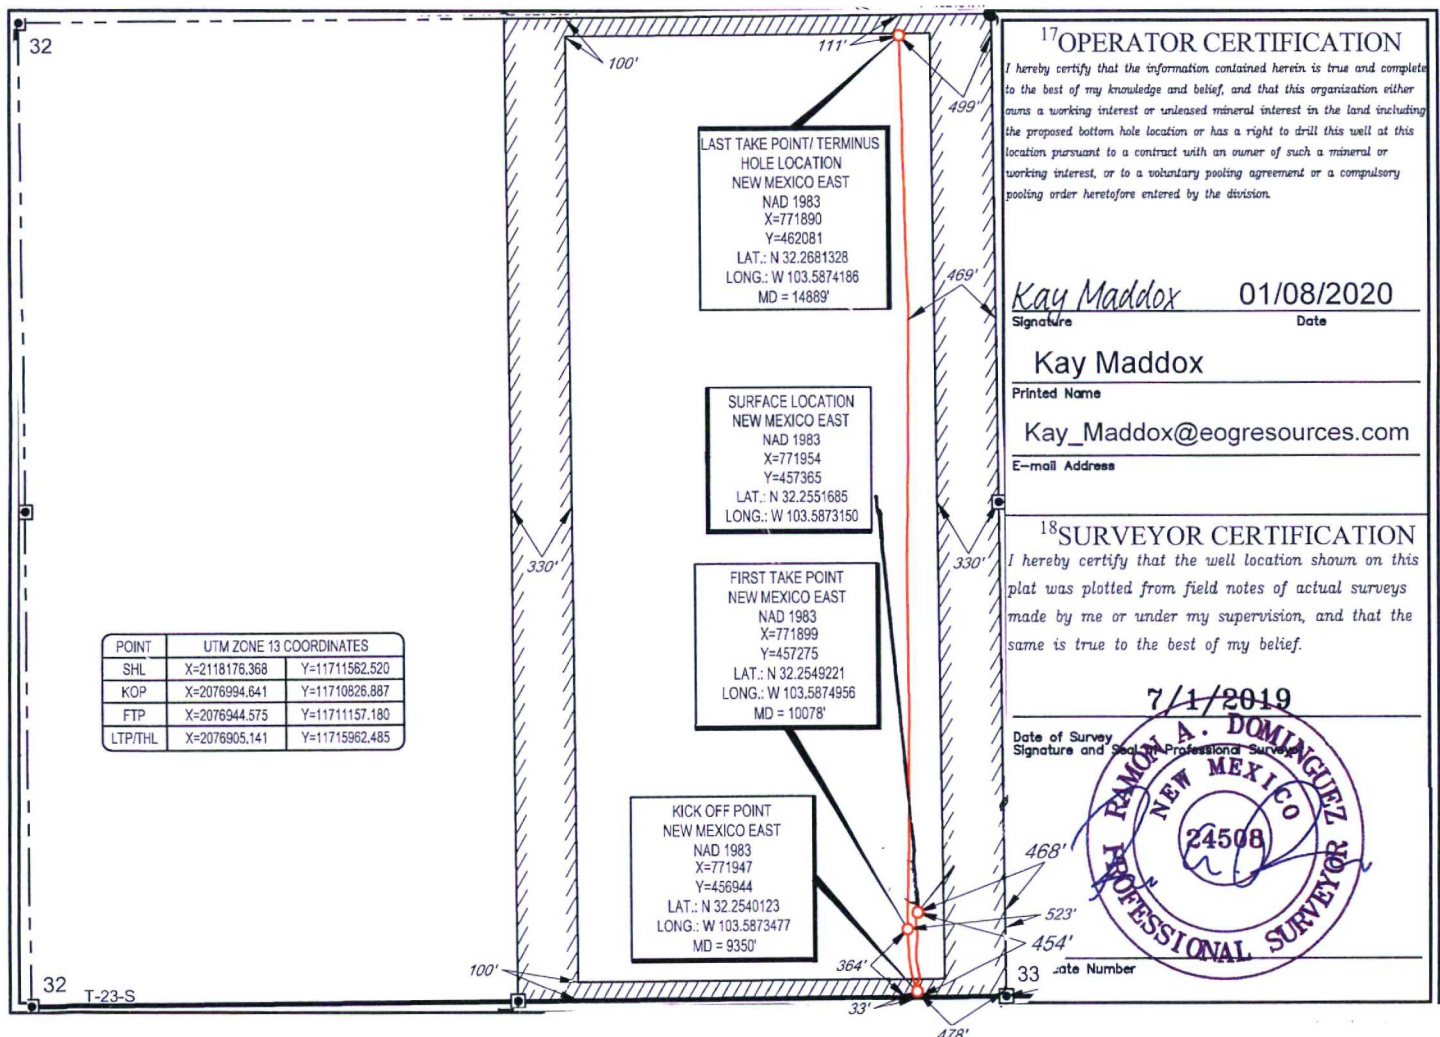 32
100'
111'
499'
LAST TAKE POINT/ TERMINUS
HOLE LOCATION
NEW MEXICO EAST
NAD 1983
X=771890
Y=462081
LAT.: N 32.2681328
LONG.: W 103.5874186
MD = 14889'
469'
SURFACE LOCATION
NEW MEXICO EAST
NAD 1983
X=771954
Y=457365
LAT.: N 32.2551685
LONG.: W 103.5873150
330'
330'
FIRST TAKE POINT
NEW MEXICO EAST
NAD 1983
X=771899
Y=457275
LAT.: N 32.2549221
LONG.: W 103.5874956
MD = 10078'
POINT UTM ZONE 13 COORDINATES
SHL X=2118176.368 Y=11711562.520
KOP X=2076994.641 Y=11710826.887
FTP X=2076944.575 Y=11711157.180
LTP/THL X=2076905.141 Y=11715962.485
KICK OFF POINT
NEW MEXICO EAST
NAD 1983
X=771947
Y=456944
LAT.: N 32.2540123
LONG.: W 103.5873477
MD = 9350'
468'
523'
454'
364'
100'
33'
478'
32
T-23-S
33
17 OPERATOR CERTIFICATION
I hereby certify that the information contained herein is true and complete
to the best of my knowledge and belief, and that this organization either
owns a working interest or unleased mineral interest in the land including
the proposed bottom hole location or has a right to drill this well at this
location pursuant to a contract with an owner of such a mineral or
working interest, or to a voluntary pooling agreement or a compulsory
pooling order heretofore entered by the division.
Kay Maddox 01/08/2020
Signature Date
Kay Maddox
Printed Name
Kay_Maddox@eogresources.com
E-mail Address
18 SURVEYOR CERTIFICATION
I hereby certify that the well location shown on this
plat was plotted from field notes of actual surveys
made by me or under my supervision, and that the
same is true to the best of my belief.
7/1/2019
Date of Survey
Signature and Seal of Professional Surveyor
RAMON A. DOMINGUEZ
NEW MEXICO
24508
PROFESSIONAL SURVEYOR
ate Number